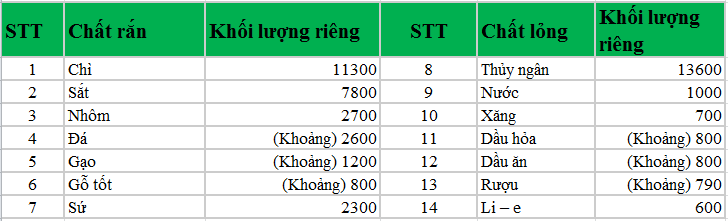 STT Chất rắn Khối lượng riêng STT Chất lỏng Khối lượng riêng
1 Chì 11300 8 Thủy ngân 13600
2 Sắt 7800 9 Nước 1000
3 Nhôm 2700 10 Xăng 700
4 Đá (Khoảng) 2600 11 Dầu hỏa (Khoảng) 800
5 Gạo (Khoảng) 1200 12 Dầu ăn (Khoảng) 800
6 Gỗ tốt (Khoảng) 800 13 Rượu (Khoảng) 790
7 Sứ 2300 14 Li – e 600